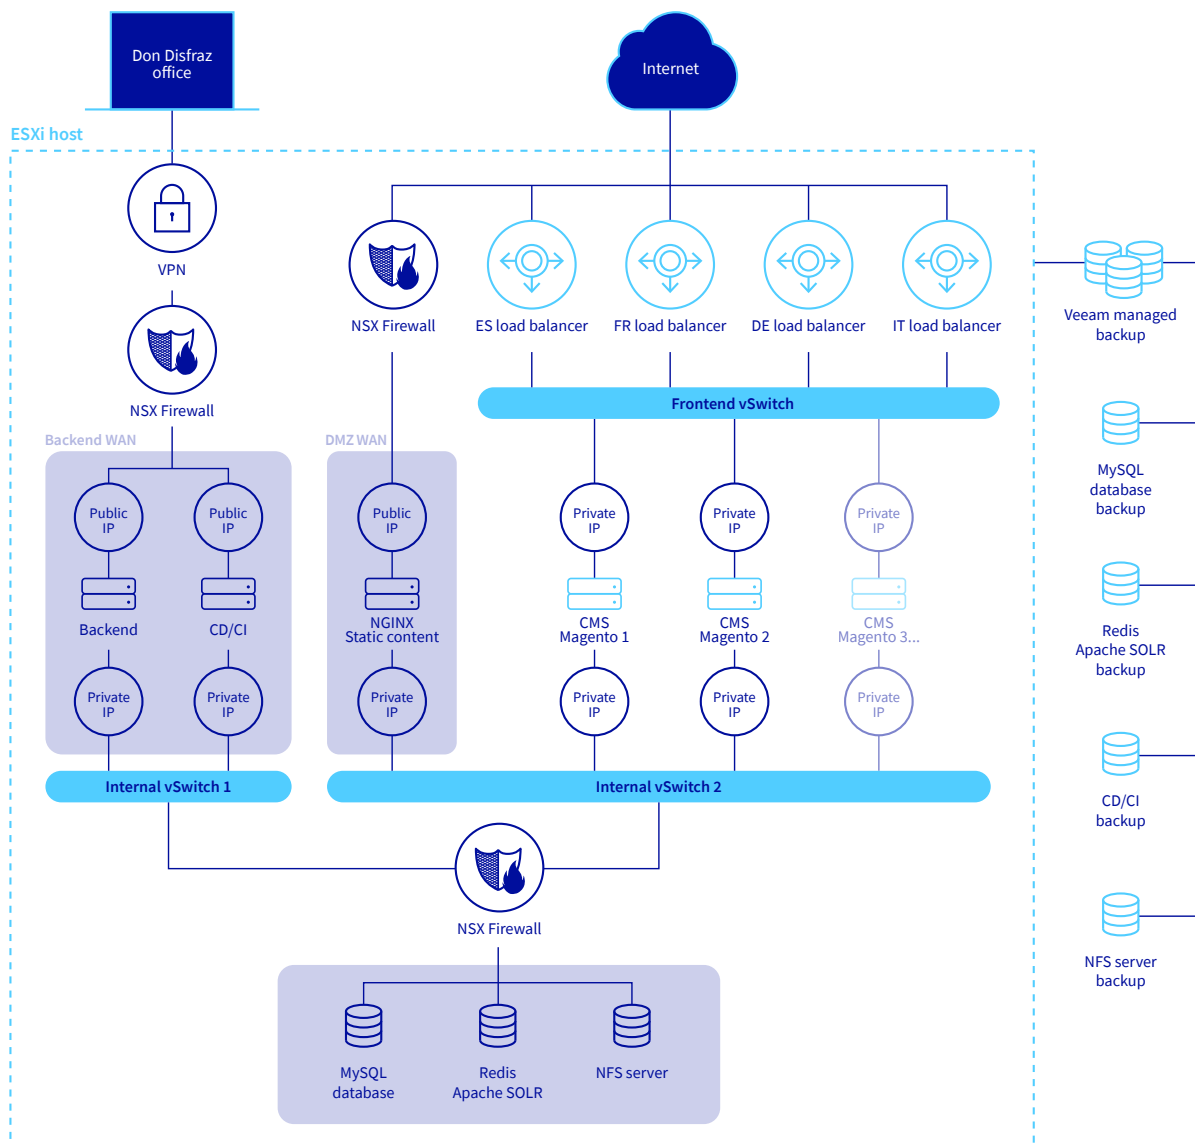 Don Disfraz
office
Internet
ESXi host
VPN
NSX Firewall
NSX Firewall
ES load balancer
FR load balancer
DE load balancer
IT load balancer
Frontend vSwitch
Backend WAN
Public
IP
Public
IP
Backend
CD/CI
Private
IP
Private
IP
Internal vSwitch 1
DMZ WAN
Public
IP
NGINX
Static content
Private
IP
Private
IP
Private
IP
Private
IP
CMS
Magento 1
CMS
Magento 2
CMS
Magento 3...
Private
IP
Private
IP
Private
IP
Internal vSwitch 2
NSX Firewall
MySQL
database
Redis
Apache SOLR
NFS server
Veeam managed
backup
MySQL
database
backup
Redis
Apache SOLR
backup
CD/CI
backup
NFS server
backup